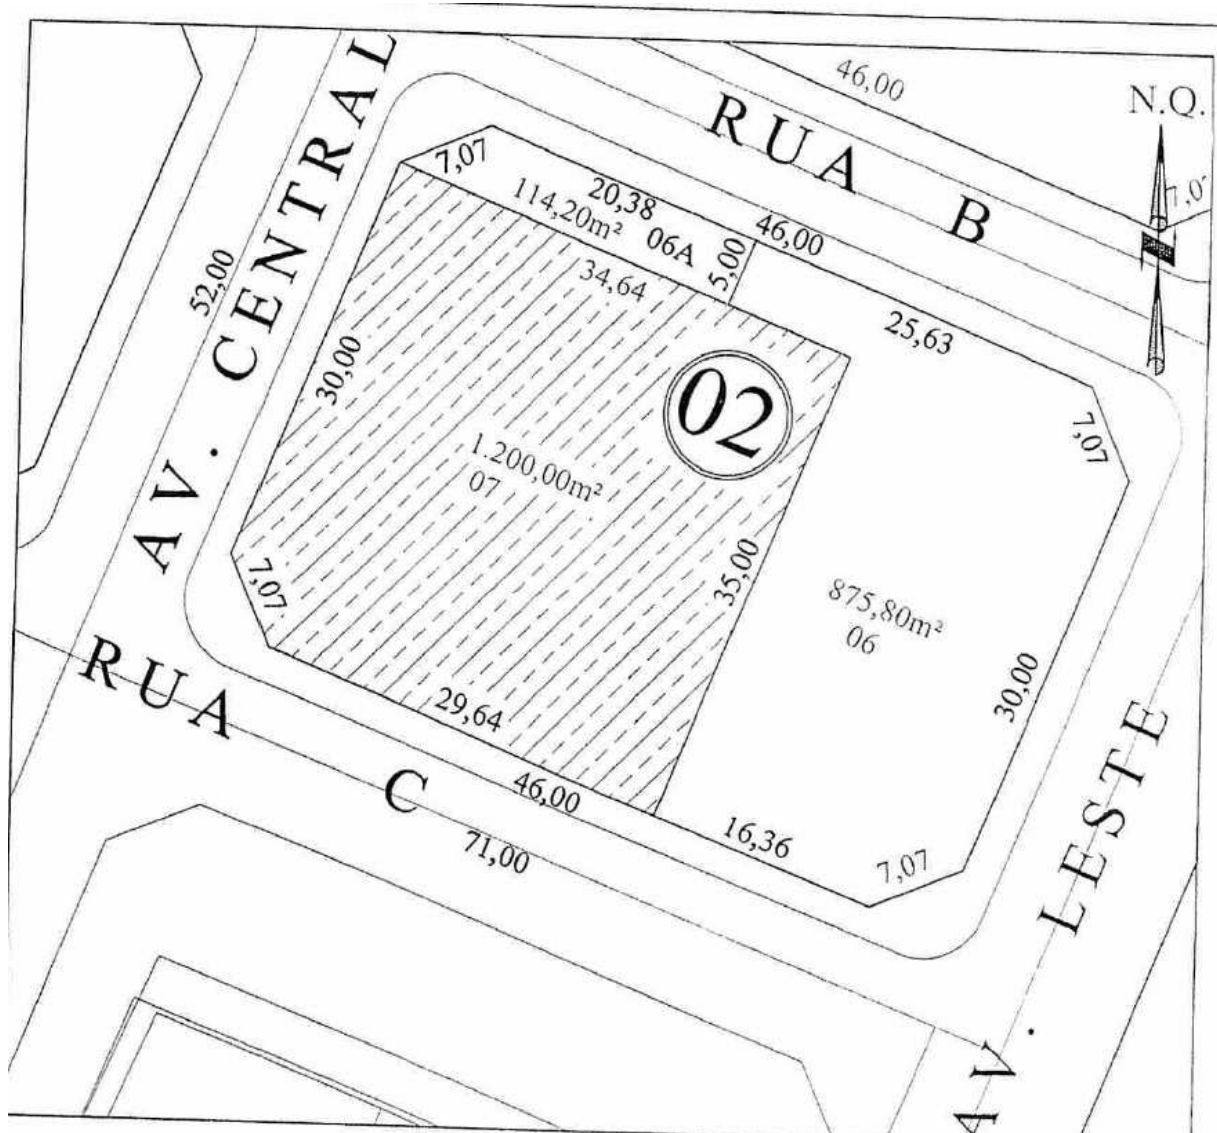 46,00
N.Q.
RUA B
7,07
7,0
20,38
114,20m² 06A
46,00
5,00
34,64
25,63
AV. CENTRAL
52,00
30,00
02
7,07
1.200,00m²
07
35,00
875,80m²
06
7,07
30,00
RUA C
29,64
46,00
16,36
7,07
71,00
AV. LESTE